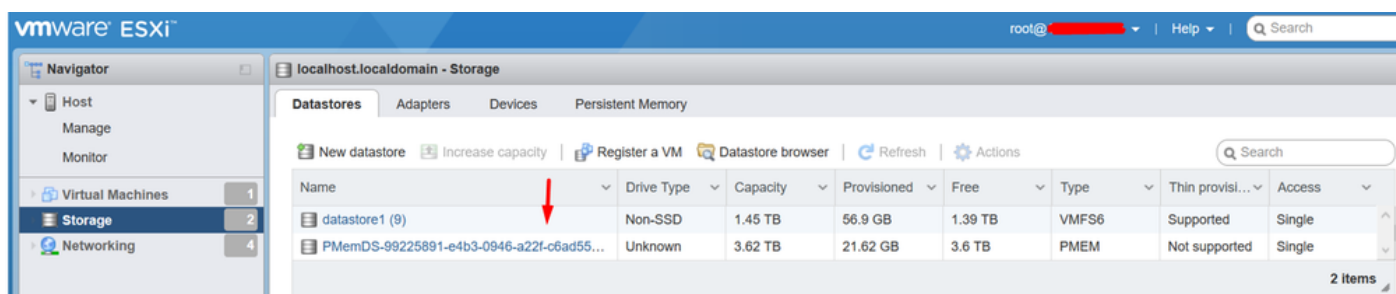 vmware ESXi™
root@ | Help | Search
Navigator
Host
Manage
Monitor
Virtual Machines 1
Storage 2
Networking 4
localhost.localdomain - Storage
Datastores Adapters Devices Persistent Memory
New datastore Increase capacity | Register a VM Datastore browser | Refresh | Actions Search
Name Drive Type Capacity Provisioned Free Type Thin provisi... Access
datastore1 (9) Non-SSD 1.45 TB 56.9 GB 1.39 TB VMFS6 Supported Single
PMemDS-99225891-e4b3-0946-a22f-c6ad55... Unknown 3.62 TB 21.62 GB 3.6 TB PMEM Not supported Single
2 items